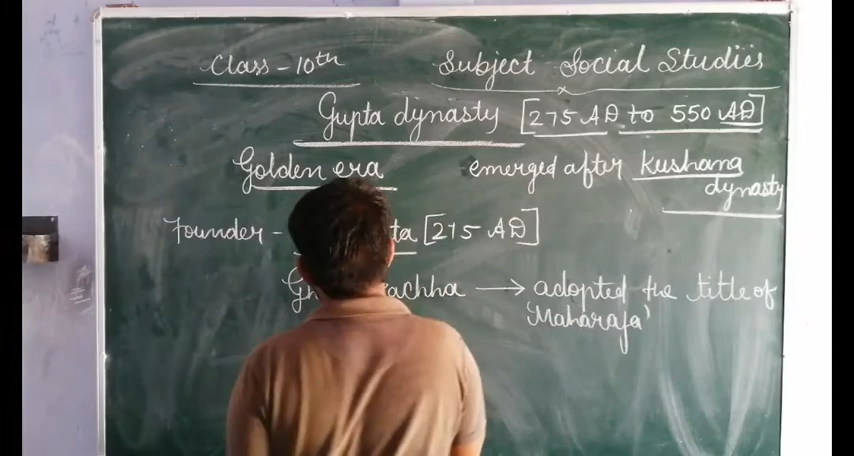 Class - 10th Subject Social Studies
Gupta dynasty [275 AD to 550 AD]
Golden era emerged after Kushana dynasty
Founder - ta [275 AD]
Gh achha → adopted the title of
'Maharaja'